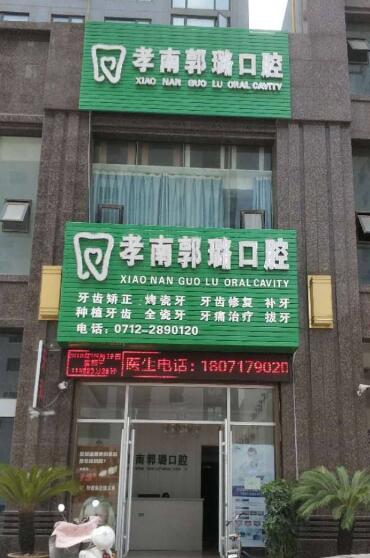 孝南郭璐口腔
XIAO NAN GUO LU ORAL CAVITY
孝南郭璐口腔
XIAO NAN GUO LU ORAL CAVITY
牙齿矫正 烤瓷牙 牙齿修复 补牙
种植牙齿 全瓷牙 牙痛治疗 拔牙
电话：0712-2890120
医生电话：1807179020
南郭璐口腔